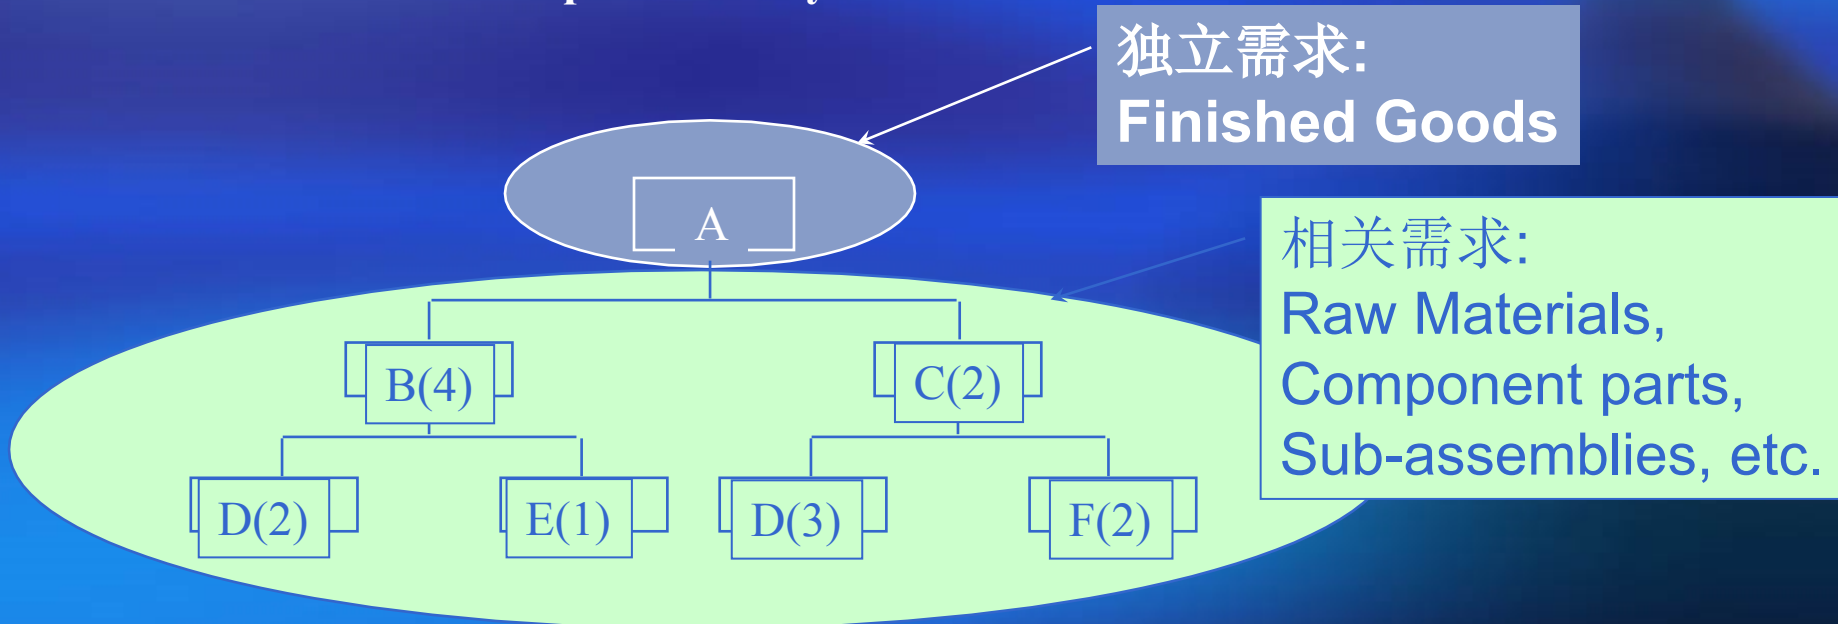 独立需求:
Finished Goods
A
相关需求:
Raw Materials,
Component parts,
Sub-assemblies, etc.
B(4)
C(2)
D(2)
E(1)
D(3)
F(2)